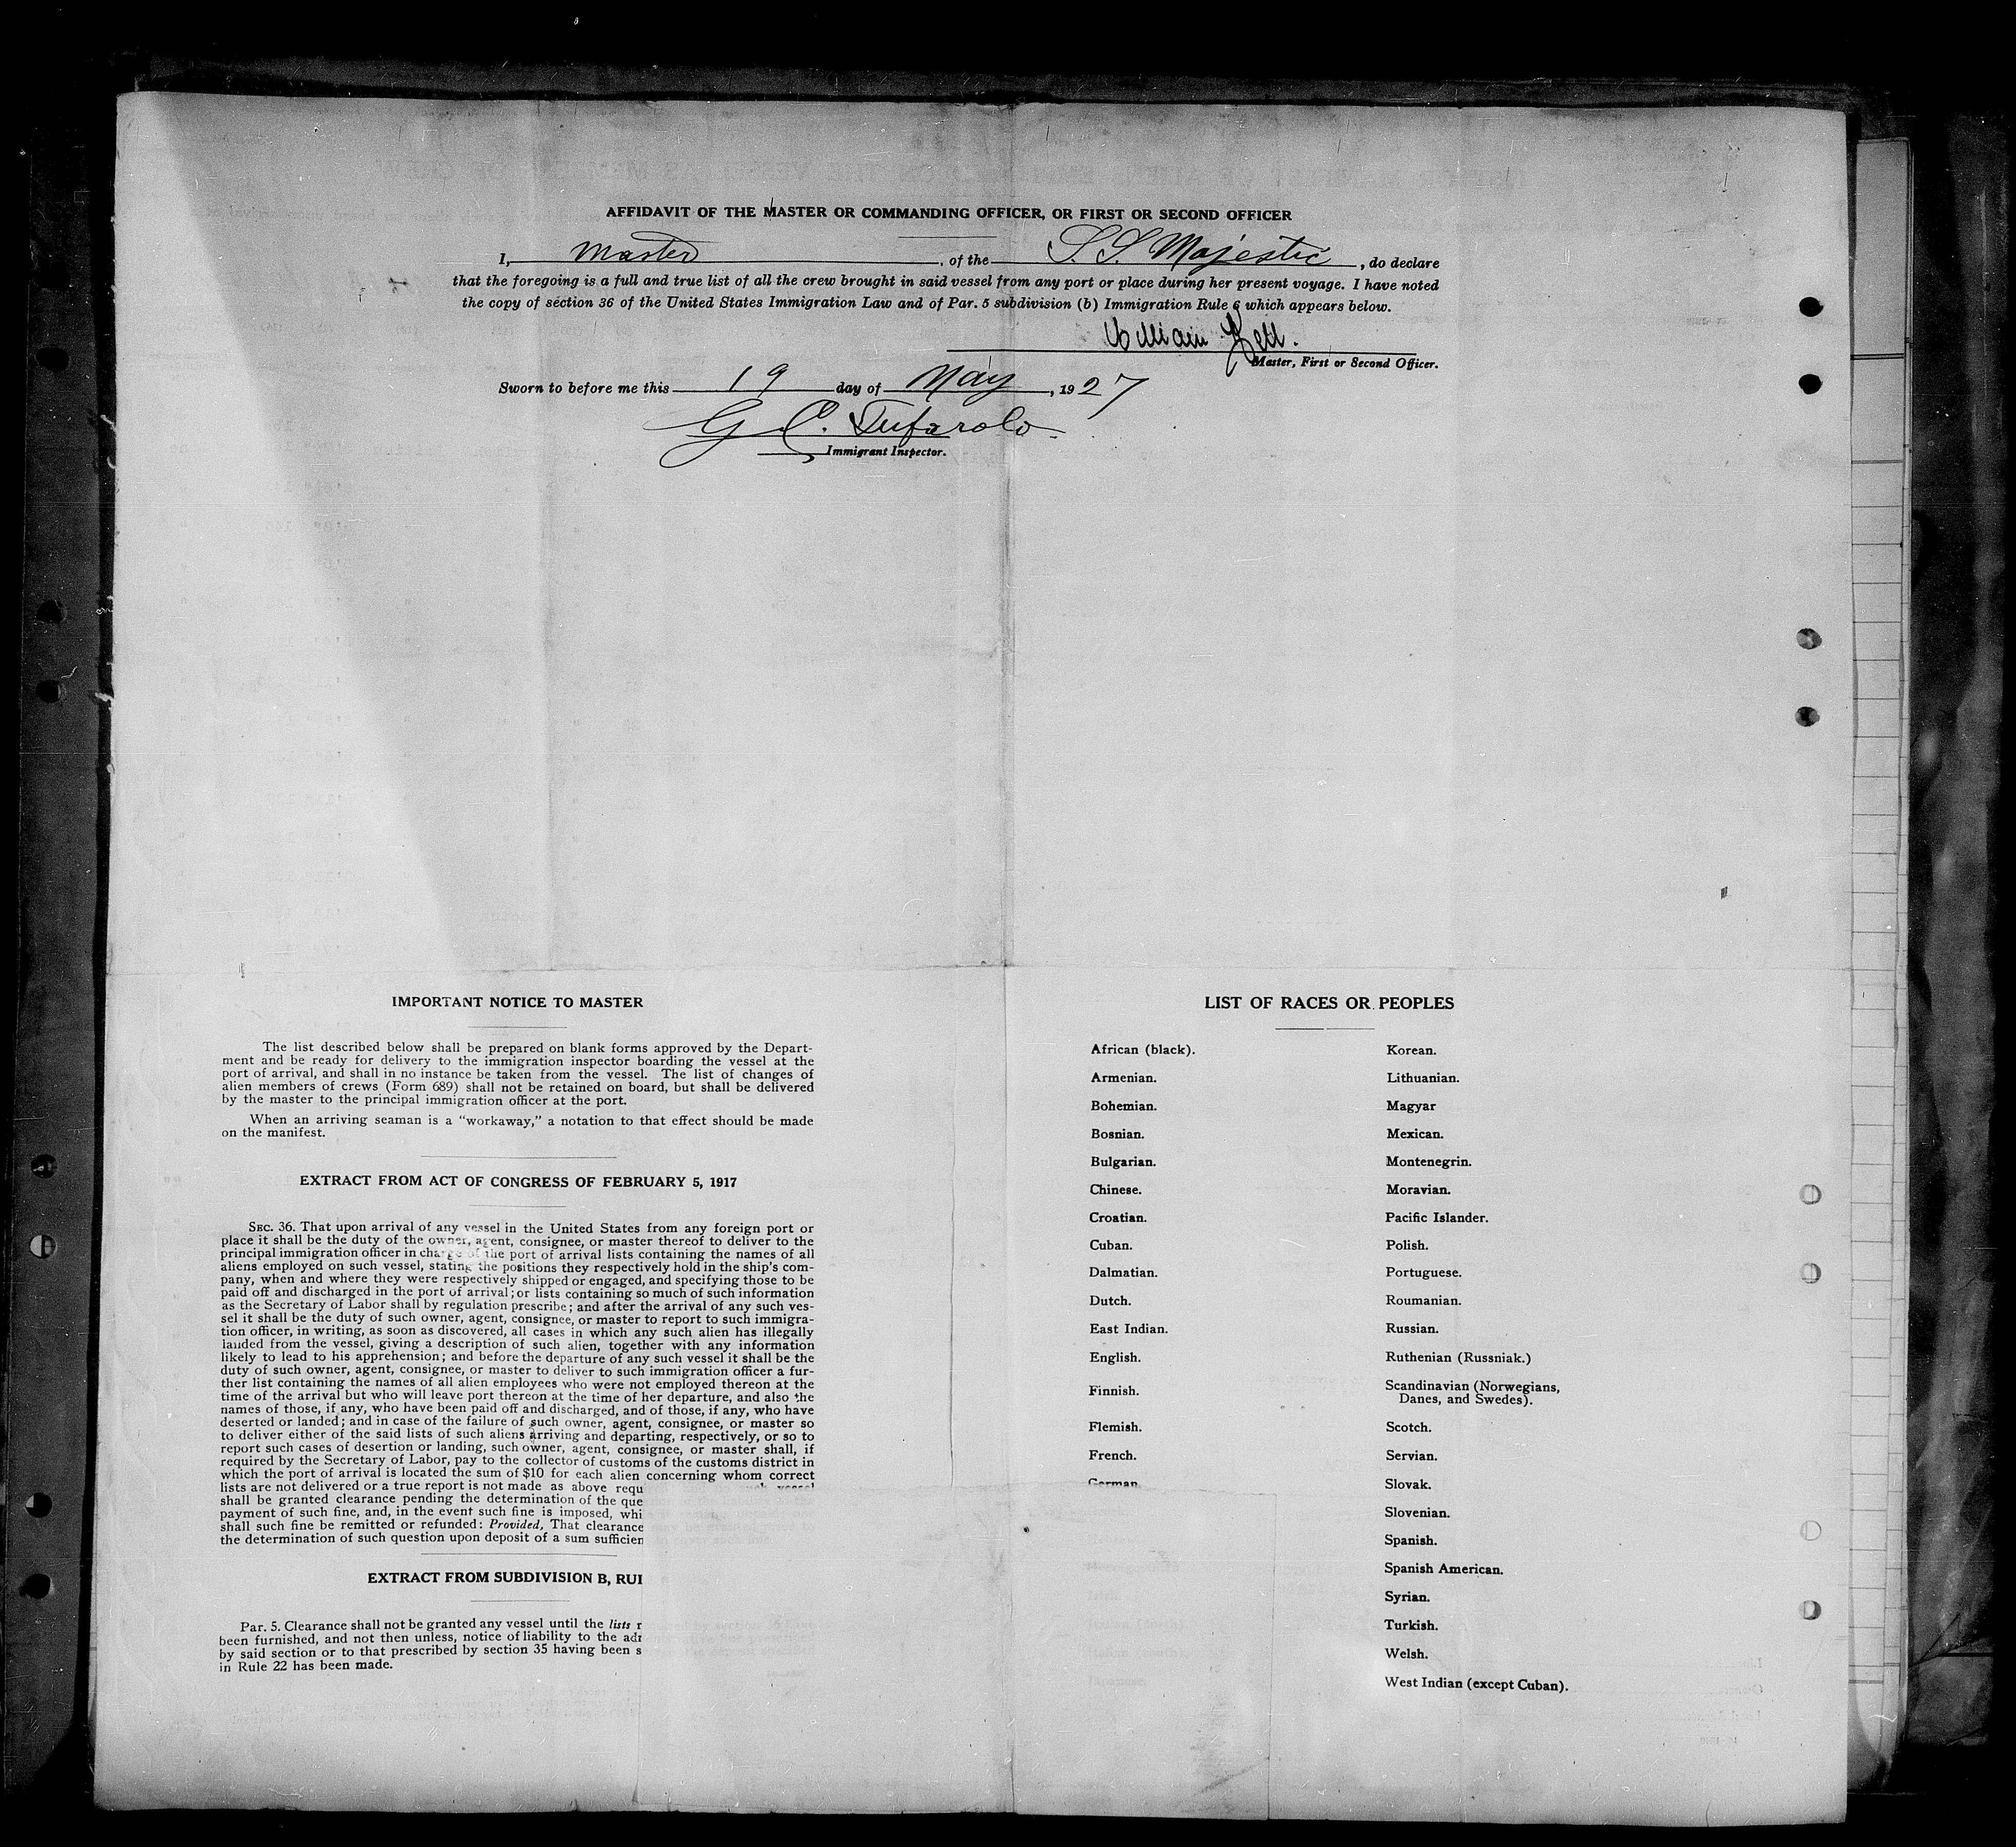 AFFIDAVIT OF THE MASTER OR COMMANDING OFFICER, OR FIRST OR SECOND OFFICER
I, Master, of the S.S. Majestic, do declare
that the foregoing is a full and true list of all the crew brought in said vessel from any port or place during her present voyage. I have noted
the copy of section 36 of the United States Immigration Law and of Par. 5 subdivision (b) Immigration Rule 6 which appears below.
William
Master, First or Second Officer.
Sworn to before me this 19 day of May, 1927
G C. Tufarolo
Immigrant Inspector.
IMPORTANT NOTICE TO MASTER
The list described below shall be prepared on blank forms approved by the Depart-
ment and be ready for delivery to the immigration inspector boarding the vessel at the
port of arrival, and shall in no instance be taken from the vessel. The list of changes of
alien members of crews (Form 689) shall not be retained on board, but shall be delivered
by the master to the principal immigration officer at the port.
When an arriving seaman is a "workaway," a notation to that effect should be made
on the manifest.
EXTRACT FROM ACT OF CONGRESS OF FEBRUARY 5, 1917
SEC. 36. That upon arrival of any vessel in the United States from any foreign port or
place it shall be the duty of the owner, agent, consignee, or master thereof to deliver to the
principal immigration officer in charge of the port of arrival lists containing the names of all
aliens employed on such vessel, stating the positions they respectively hold in the ship's com-
pany, when and where they were respectively shipped or engaged, and specifying those to be
paid off and discharged in the port of arrival; or lists containing so much of such information
as the Secretary of Labor shall by regulation prescribe; and after the arrival of any such ves-
sel it shall be the duty of such owner, agent, consignee, or master to report to such immigra-
tion officer, in writing, as soon as discovered, all cases in which any such alien has illegally
landed from the vessel, giving a description of such alien, together with any information
likely to lead to his apprehension; and before the departure of any such vessel it shall be the
duty of such owner, agent, consignee, or master to deliver to such immigration officer a fur-
ther list containing the names of all alien employees who were not employed thereon at the
time of the arrival but who will leave port thereon at the time of her departure, and also the
names of those, if any, who have been paid off and discharged, and of those, if any, who have
deserted or landed; and in case of the failure of such owner, agent, consignee, or master so
to deliver either of the said lists of such aliens arriving and departing, respectively, or so to
report such cases of desertion or landing, such owner, agent, consignee, or master shall, if
required by the Secretary of Labor, pay to the collector of customs of the customs district in
which the port of arrival is located the sum of $10 for each alien concerning whom correct
lists are not delivered or a true report is not made as above requ
shall be granted clearance pending the determination of the que
payment of such fine, and, in the event such fine is imposed, whi
shall such fine be remitted or refunded: Provided, That clearance
the determination of such question upon deposit of a sum sufficien
EXTRACT FROM SUBDIVISION B, RUL
Par. 5. Clearance shall not be granted any vessel until the lists r
been furnished, and not then unless, notice of liability to the adr
by said section or to that prescribed by section 35 having been s
in Rule 22 has been made.
LIST OF RACES OR PEOPLES
African (black).
Armenian.
Bohemian.
Bosnian.
Bulgarian.
Chinese.
Croatian.
Cuban.
Dalmatian.
Dutch.
East Indian.
English.
Finnish.
Flemish.
French.
German.
Korean.
Lithuanian.
Magyar
Mexican.
Montenegrin.
Moravian.
Pacific Islander.
Polish.
Portuguese.
Roumanian.
Russian.
Ruthenian (Russniak.)
Scandinavian (Norwegians,
Danes, and Swedes).
Scotch.
Servian.
Slovak.
Slovenian.
Spanish.
Spanish American.
Syrian.
Turkish.
Welsh.
West Indian (except Cuban).